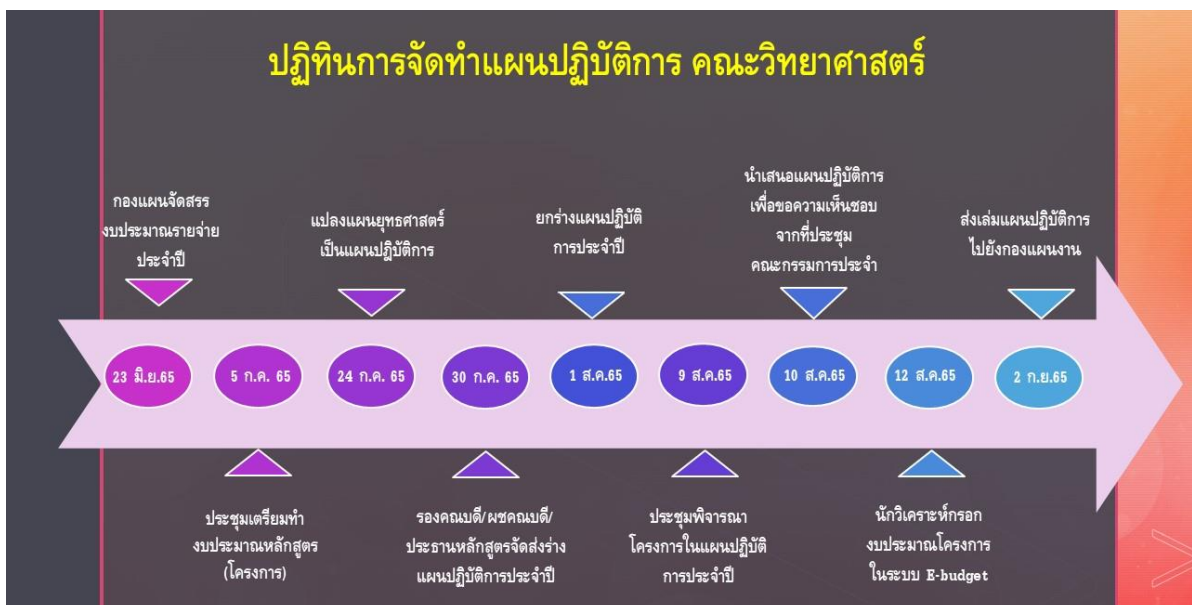 ปฏิทินการจัดทำแผนปฏิบัติการ คณะวิทยาศาสตร์
กองแผนจัดสรร
งบประมาณรายจ่าย
ประจำปี
แปลงแผนยุทธศาสตร์
เป็นแผนปฏิบัติการ
ยกร่างแผนปฏิบัติ
การประจำปี
นำเสนอแผนปฏิบัติการ
เพื่อขอความเห็นชอบ
จากที่ประชุม
คณะกรรมการประจำ
ส่งเล่มแผนปฏิบัติการ
ไปยังกองแผนงาน
23 มิ.ย.65
5 ก.ค. 65
24 ก.ค. 65
30 ก.ค. 65
1 ส.ค.65
9 ส.ค.65
10 ส.ค.65
12 ส.ค.65
2 ก.ย.65
ประชุมเตรียมทำ
งบประมาณหลักสูตร
(โครงการ)
รองคณบดี/ผชคณบดี/
ประธานหลักสูตรจัดส่งร่าง
แผนปฏิบัติการประจำปี
ประชุมพิจารณา
โครงการในแผนปฏิบัติ
การประจำปี
นักวิเคราะห์กรอก
งบประมาณโครงการ
ในระบบ E-budget